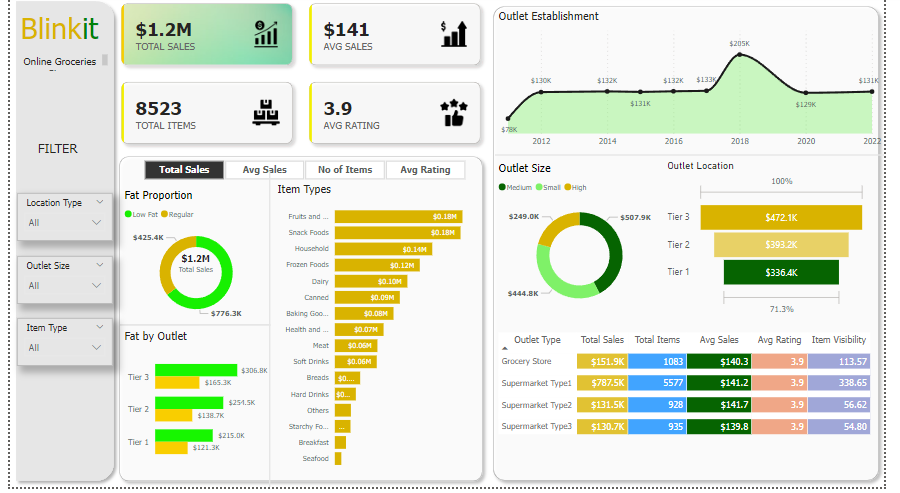 Blinkit
Online Groceries
FILTER
Location Type
All
Outlet Size
All
Item Type
All
$1.2M
TOTAL SALES
$141
AVG SALES
8523
TOTAL ITEMS
3.9
AVG RATING
Total Sales Avg Sales No of Items Avg Rating
Fat Proportion
Low Fat Regular
$425.4K
$1.2M
Total Sales
$776.3K
Fat by Outlet
Tier 3 $306.8K
$165.3K
Tier 2 $254.5K
$138.7K
Tier 1 $215.0K
$121.3K
Item Types
Fruits and ... $0.18M
Snack Foods $0.18M
Household $0.14M
Frozen Foods $0.12M
Dairy $0.10M
Canned $0.09M
Baking Goo... $0.08M
Health and ... $0.07M
Meat $0.06M
Soft Drinks $0.06M
Breads $0....
Hard Drinks $0...
Others
Starchy Fo... ...
Breakfast
Seafood
Outlet Establishment
$78K $130K $132K $131K $132K $133K $205K $129K $131K
2012 2014 2016 2018 2020 2022
Outlet Size
Medium Small High
$249.0K
$507.9K
$444.8K
Outlet Location
100%
Tier 3 $472.1K
Tier 2 $393.2K
Tier 1 $336.4K
71.3%
Outlet Type Total Sales Total Items Avg Sales Avg Rating Item Visibility
Grocery Store $151.9K 1083 $140.3 3.9 113.57
Supermarket Type1 $787.5K 5577 $141.2 3.9 338.65
Supermarket Type2 $131.5K 928 $141.7 3.9 56.62
Supermarket Type3 $130.7K 935 $139.8 3.9 54.80